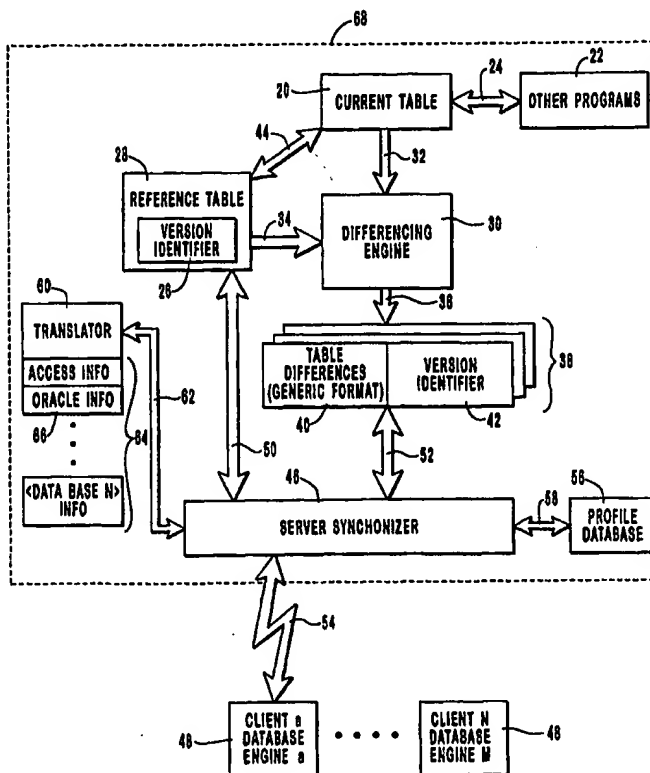 68
20
CURRENT TABLE
24
22
OTHER PROGRAMS
44
32
28
REFERENCE TABLE
VERSION
IDENTIFIER
26
34
DIFFERENCING
ENGINE
30
36
60
TRANSLATOR
ACCESS INFO
ORACLE INFO
66
<DATA BASE N>
INFO
64
62
50
TABLE
DIFFERENCES
(GENERIC FORMAT)
40
VERSION
IDENTIFIER
42
38
52
46
SERVER SYNCHONIZER
58
56
PROFILE
DATABASE
54
48
CLIENT a
DATABASE
ENGINE a
CLIENT N
DATABASE
ENGINE M
48